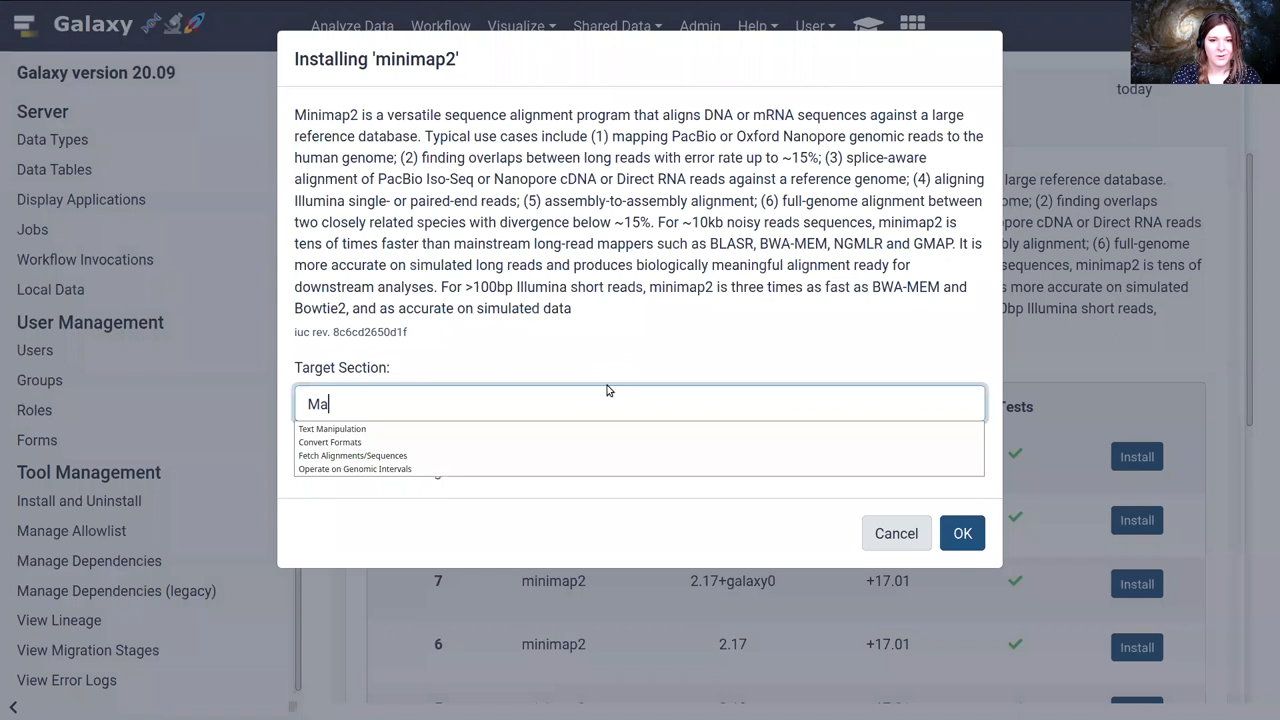 Galaxy
Analyze Data Workflow Visualize Shared Data Admin Help User
Galaxy version 20.09
Server
Data Types
Data Tables
Display Applications
Jobs
Workflow Invocations
Local Data
User Management
Users
Groups
Roles
Forms
Tool Management
Install and Uninstall
Manage Allowlist
Manage Dependencies
Manage Dependencies (legacy)
View Lineage
View Migration Stages
View Error Logs
Installing 'minimap2'
Minimap2 is a versatile sequence alignment program that aligns DNA or mRNA sequences against a large
reference database. Typical use cases include (1) mapping PacBio or Oxford Nanopore genomic reads to the
human genome; (2) finding overlaps between long reads with error rate up to ~15%; (3) splice-aware
alignment of PacBio Iso-Seq or Nanopore cDNA or Direct RNA reads against a reference genome; (4) aligning
Illumina single- or paired-end reads; (5) assembly-to-assembly alignment; (6) full-genome alignment between
two closely related species with divergence below ~15%. For ~10kb noisy reads sequences, minimap2 is
tens of times faster than mainstream long-read mappers such as BLASR, BWA-MEM, NGMLR and GMAP. It is
more accurate on simulated long reads and produces biologically meaningful alignment ready for
downstream analyses. For >100bp Illumina short reads, minimap2 is three times as fast as BWA-MEM and
Bowtie2, and as accurate on simulated data
iuc rev. 8c6cd2650d1f
Target Section:
Ma
Text Manipulation
Convert Formats
Fetch Alignments/Sequences
Operate on Genomic Intervals
Cancel OK
today
large reference database.
ome; (2) finding overlaps
pore cDNA or Direct RNA reads
bly alignment; (6) full-genome
sequences, minimap2 is tens of
s more accurate on simulated
0bp Illumina short reads,
Tests
Install
Install
7 minimap2 2.17+galaxy0 +17.01 Install
6 minimap2 2.17 +17.01 Install